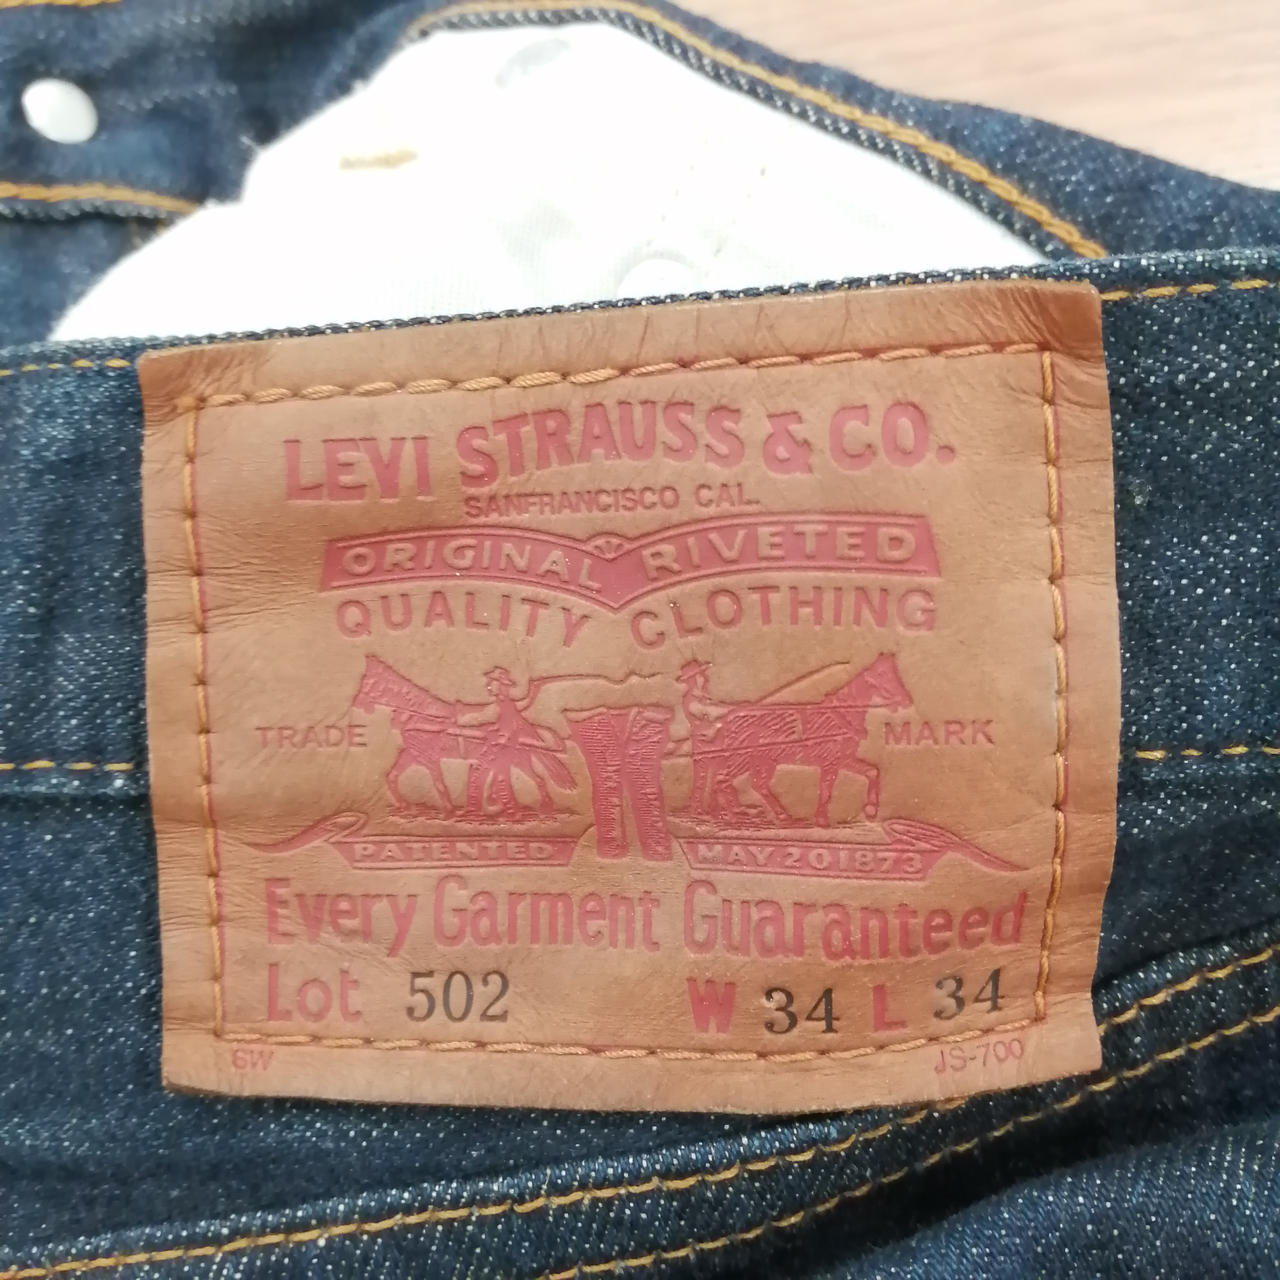 LEVI STRAUSS & CO.
SANFRANCISCO CAL.
ORIGINAL RIVETED
QUALITY CLOTHING
TRADE MARK
PATENTED MAY 20 1873
Every Garment Guaranteed
Lot 502 W 34 L 34
6W JS-700